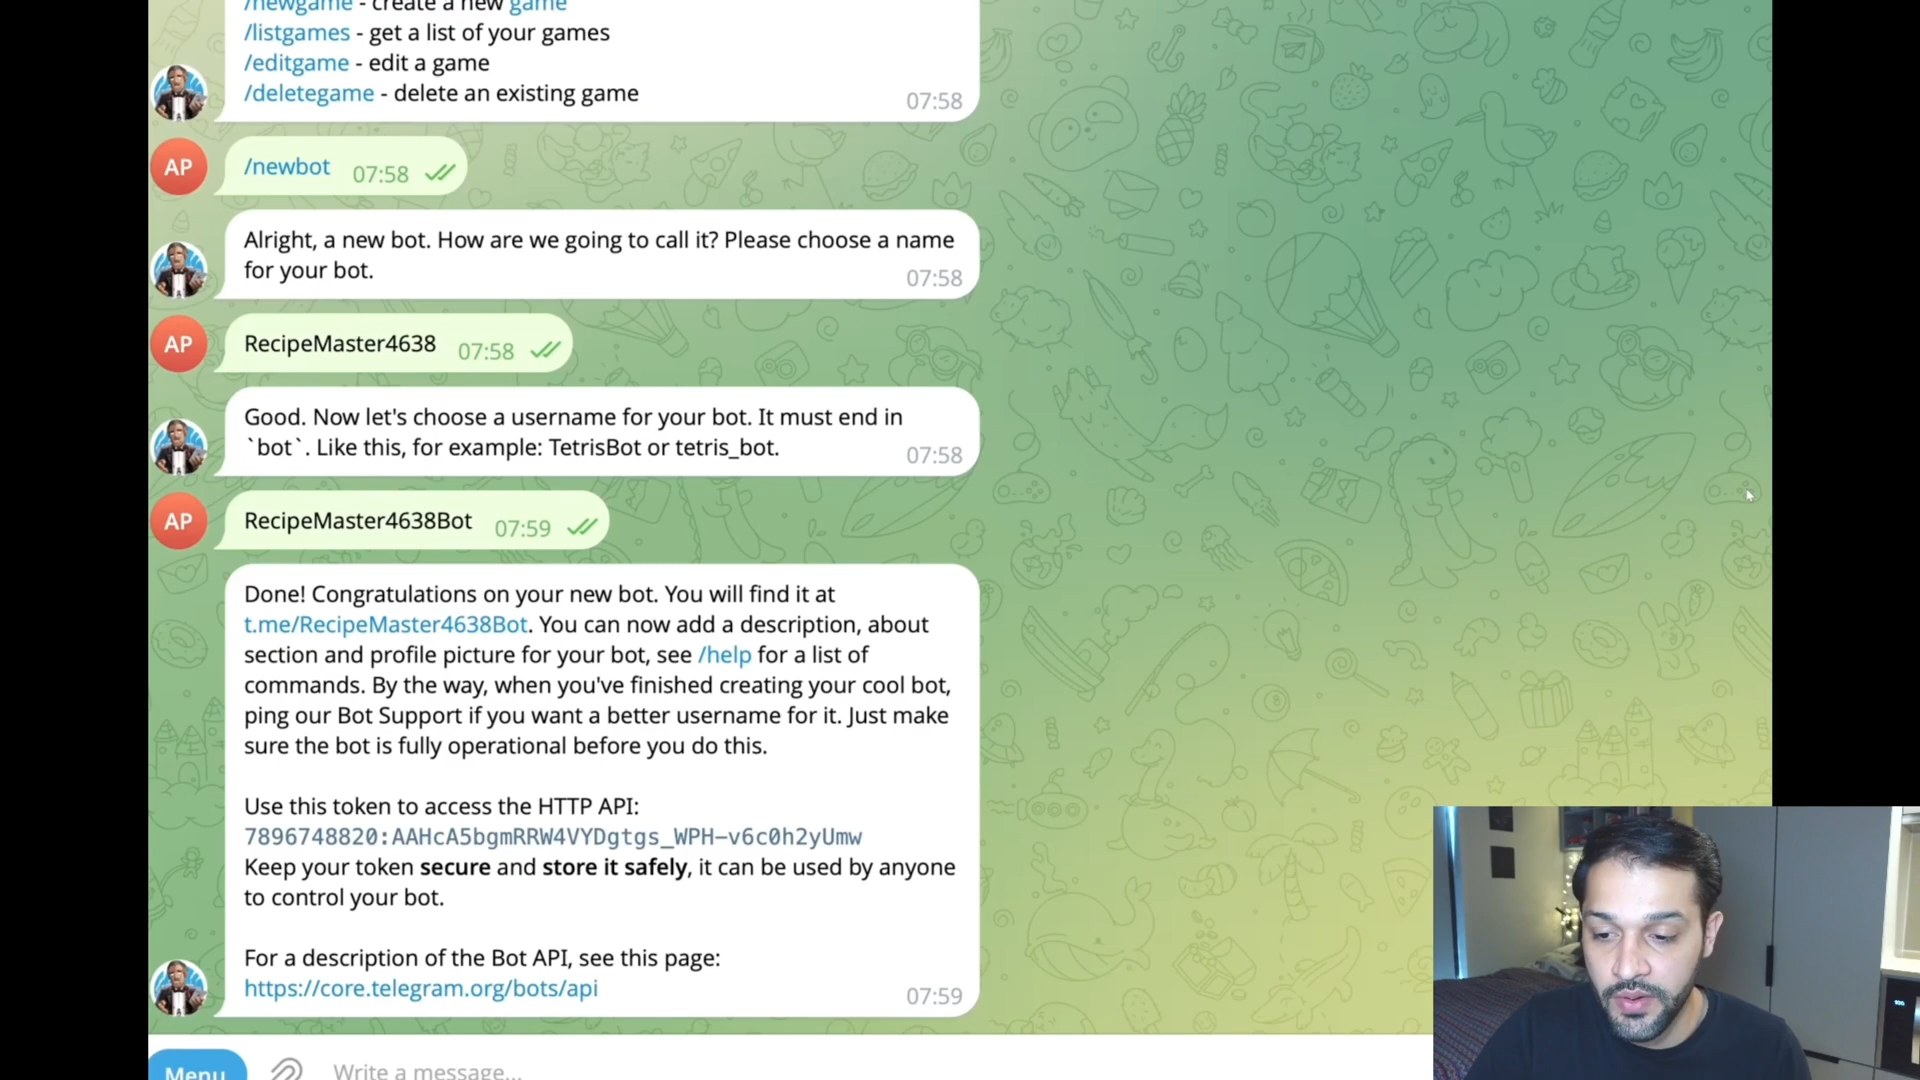 /newgame - create a new game
/listgames - get a list of your games
/editgame - edit a game
/deletegame - delete an existing game
07:58
AP
/newbot 07:58
Alright, a new bot. How are we going to call it? Please choose a name
for your bot.
07:58
AP
RecipeMaster4638 07:58
Good. Now let's choose a username for your bot. It must end in
`bot`. Like this, for example: TetrisBot or tetris_bot.
07:58
AP
RecipeMaster4638Bot 07:59
Done! Congratulations on your new bot. You will find it at
t.me/RecipeMaster4638Bot. You can now add a description, about
section and profile picture for your bot, see /help for a list of
commands. By the way, when you've finished creating your cool bot,
ping our Bot Support if you want a better username for it. Just make
sure the bot is fully operational before you do this.
Use this token to access the HTTP API:
7896748820:AAHcA5bgmRRW4VYDgtgs_WPH-v6c0h2yUmw
Keep your token secure and store it safely, it can be used by anyone
to control your bot.
For a description of the Bot API, see this page:
https://core.telegram.org/bots/api
07:59
Menu
Write a message...